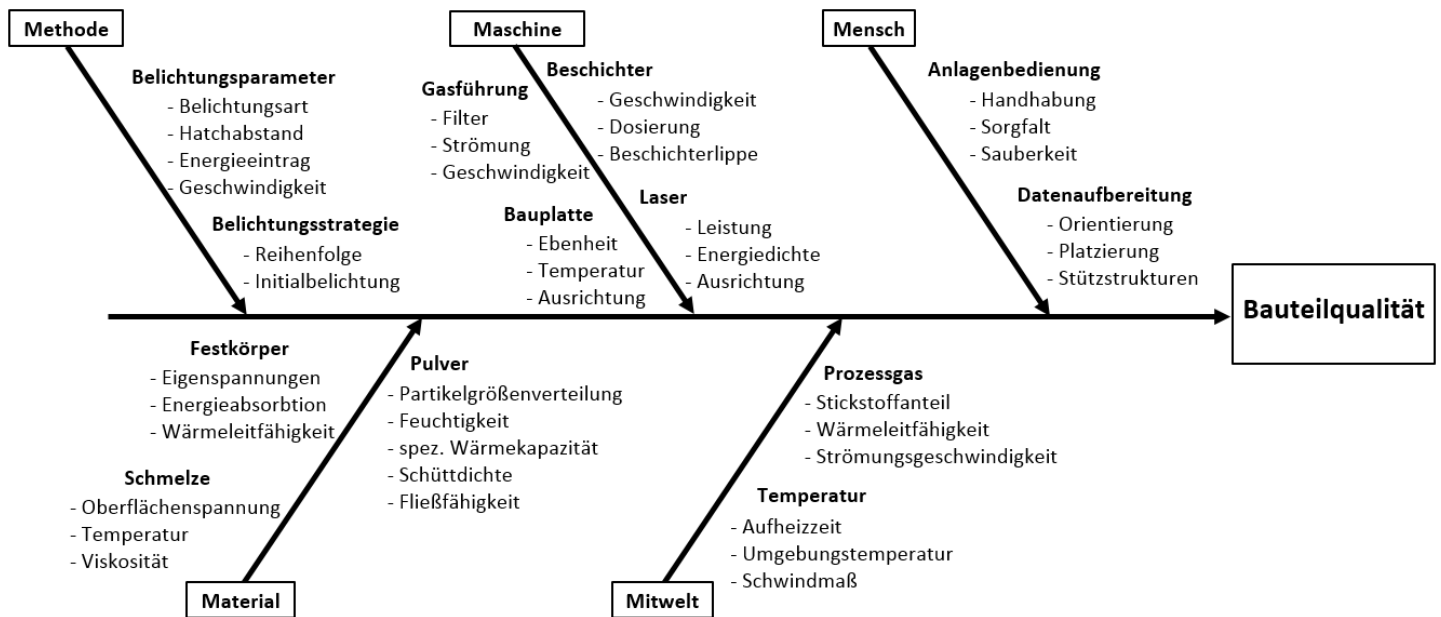 Methode
Belichtungsparameter
- Belichtungsart
- Hatchabstand
- Energieeintrag
- Geschwindigkeit
Belichtungsstrategie
- Reihenfolge
- Initialbelichtung
Maschine
Gasführung
- Filter
- Strömung
- Geschwindigkeit
Beschichter
- Geschwindigkeit
- Dosierung
- Beschichterlippe
Bauplatte
- Ebenheit
- Temperatur
- Ausrichtung
Laser
- Leistung
- Energiedichte
- Ausrichtung
Mensch
Anlagenbedienung
- Handhabung
- Sorgfalt
- Sauberkeit
Datenaufbereitung
- Orientierung
- Platzierung
- Stützstrukturen
Bauteilqualität
Festkörper
- Eigenspannungen
- Energieabsorbtion
- Wärmeleitfähigkeit
Schmelze
- Oberflächenspannung
- Temperatur
- Viskosität
Pulver
- Partikelgrößenverteilung
- Feuchtigkeit
- spez. Wärmekapazität
- Schüttdichte
- Fließfähigkeit
Material
Prozessgas
- Stickstoffanteil
- Wärmeleitfähigkeit
- Strömungsgeschwindigkeit
Temperatur
- Aufheizzeit
- Umgebungstemperatur
- Schwindmaß
Mitwelt